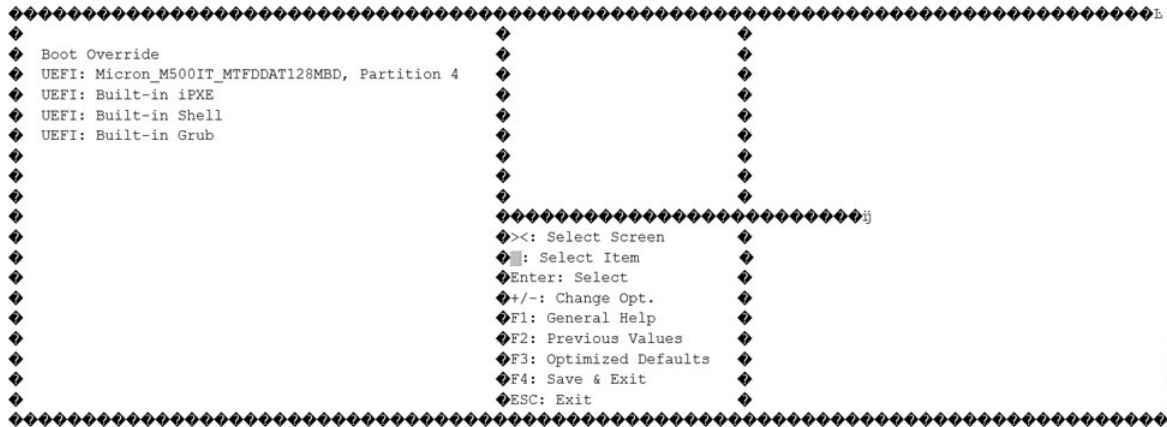 Boot Override
UEFI: Micron_M500IT_MTFDDAT128MBD, Partition 4
UEFI: Built-in iPXE
UEFI: Built-in Shell
UEFI: Built-in Grub
><: Select Screen
▒: Select Item
Enter: Select
+/-: Change Opt.
F1: General Help
F2: Previous Values
F3: Optimized Defaults
F4: Save & Exit
ESC: Exit